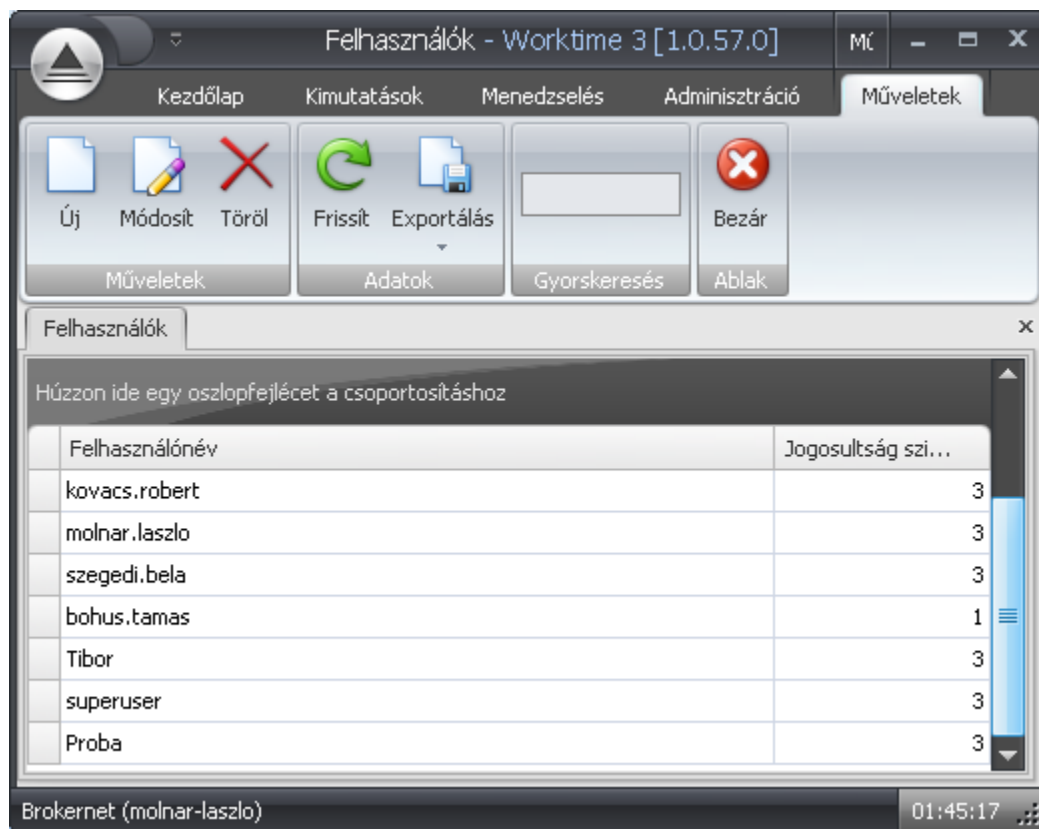 Felhasználók - Worktime 3 [1.0.57.0]
Kezdőlap Kimutatások Menedzselés Adminisztráció Műveletek
Új Módosít Töröl Frissít Exportálás Bezár
Műveletek Adatok Gyorskeresés Ablak
Felhasználók
Húzzon ide egy oszlopfejlécet a csoportosításhoz
Felhasználónév Jogosultság szi...
kovacs.robert 3
molnar.laszlo 3
szegedi.bela 3
bohus.tamas 1
Tibor 3
superuser 3
Proba 3
Brokernet (molnar-laszlo) 01:45:17